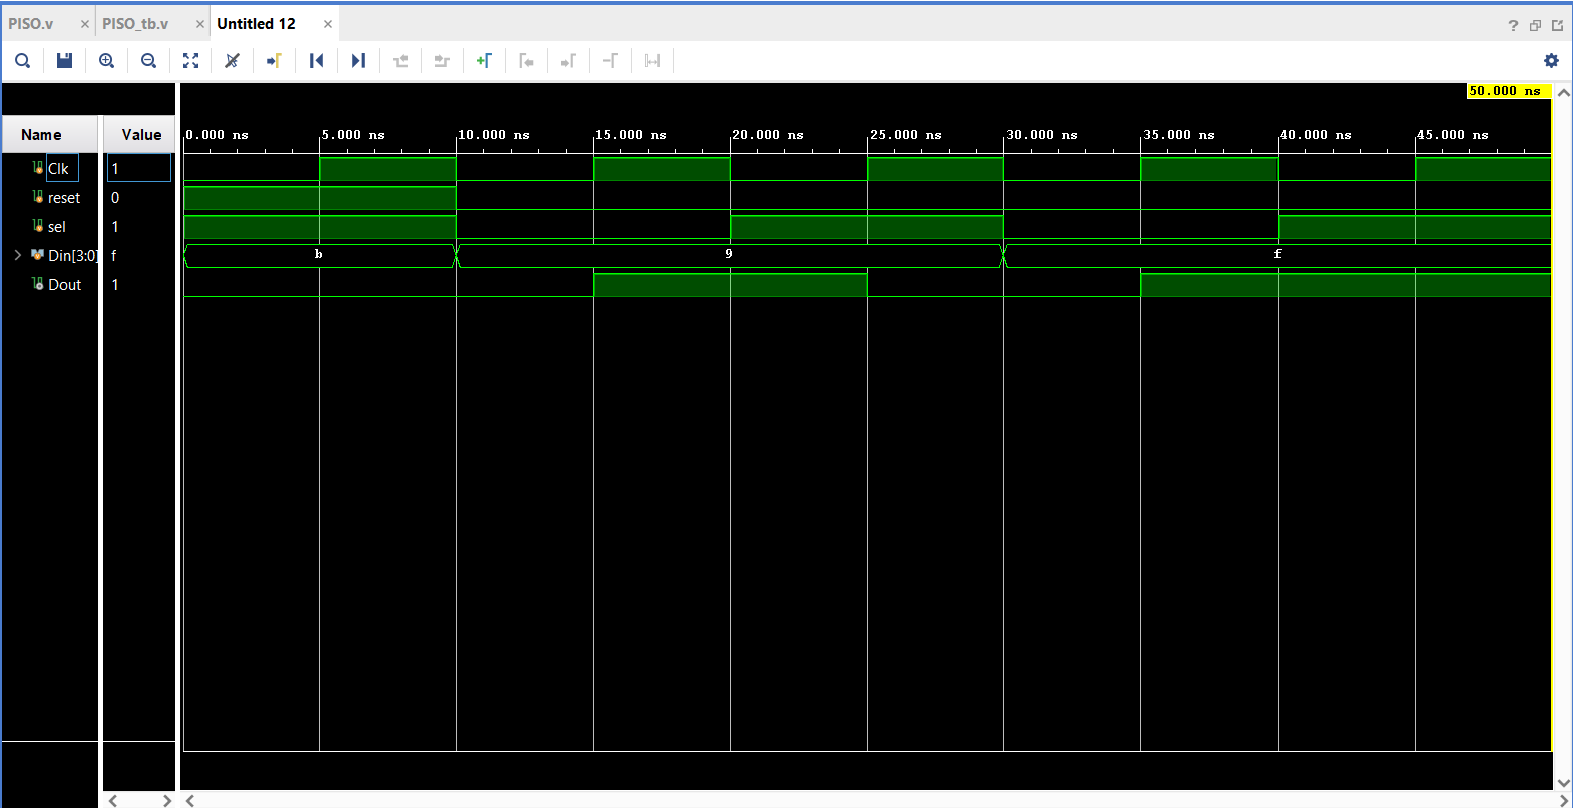 PISO.v × PISO_tb.v × Untitled 12 ×
?
50.000 ns
Name Value
0.000 ns 5.000 ns 10.000 ns 15.000 ns 20.000 ns 25.000 ns 30.000 ns 35.000 ns 40.000 ns 45.000 ns
Clk 1
reset 0
sel 1
Din[3:0] f b 9 f
Dout 1